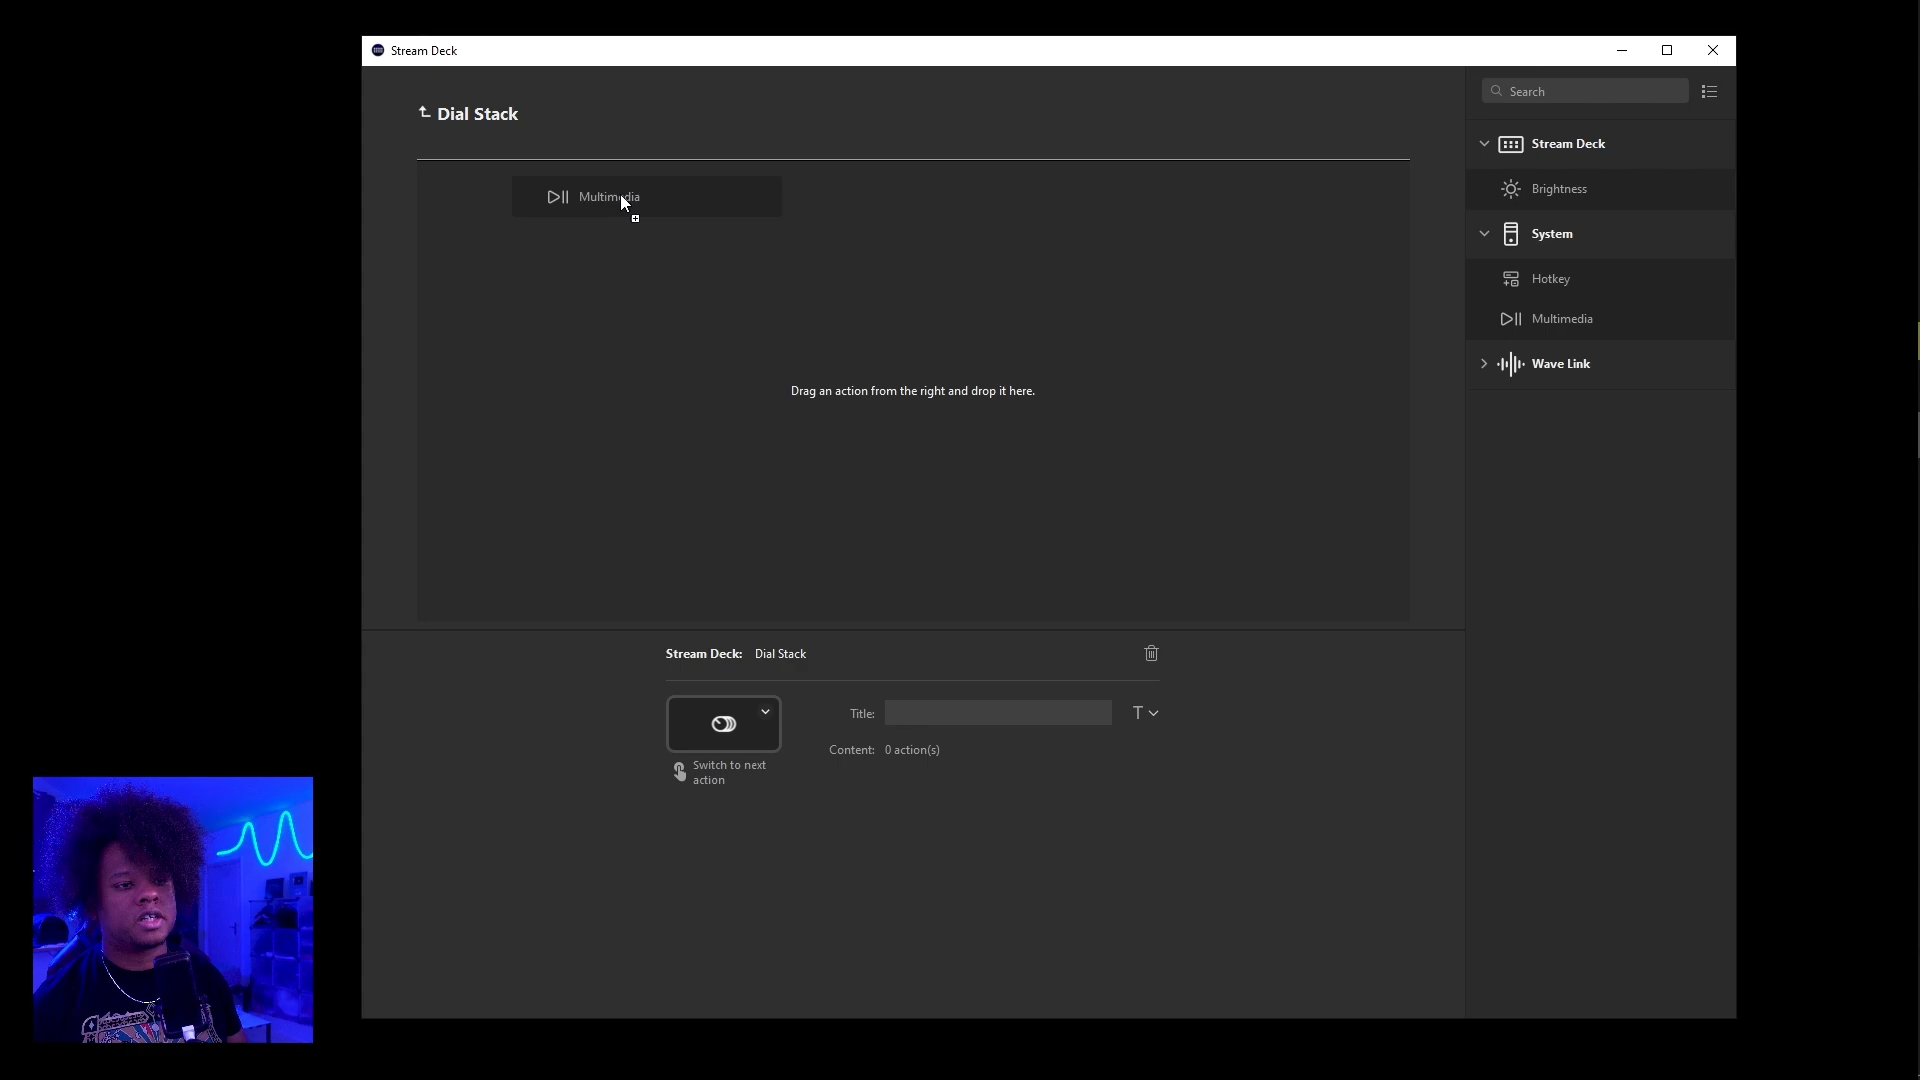 Stream Deck
Dial Stack
Multimedia
Drag an action from the right and drop it here.
Search
Stream Deck
Brightness
System
Hotkey
Multimedia
Wave Link
Stream Deck: Dial Stack
Title:
T
Content: 0 action(s)
Switch to next
action